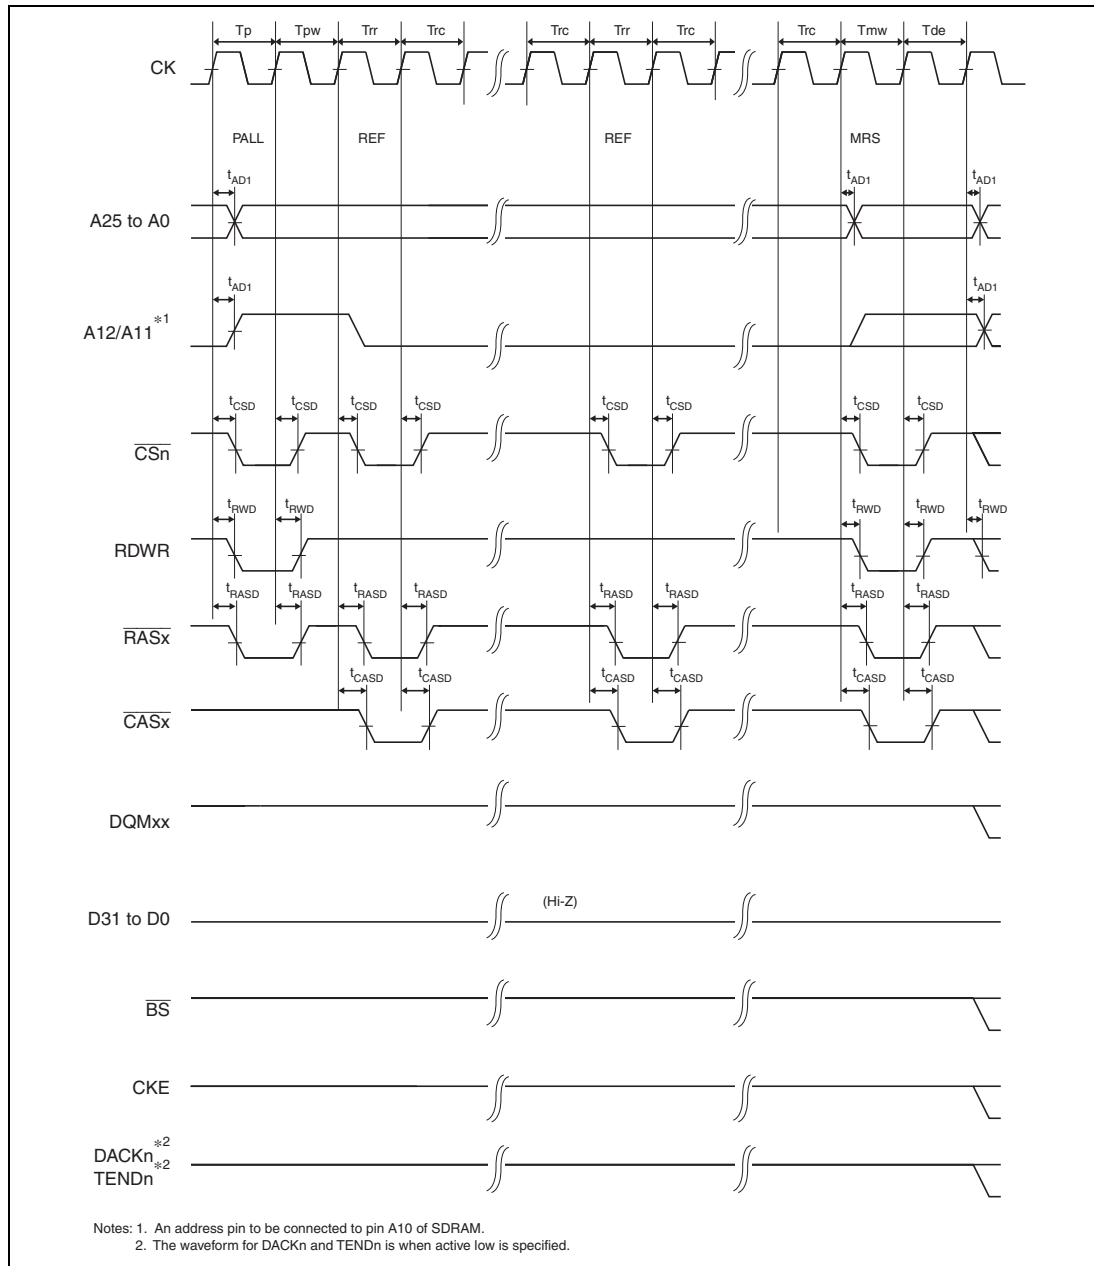 Tp Tpw Trr Trc Trc Trr Trc Trc Tmw Tde
CK
PALL REF REF MRS
tAD1 tAD1 tAD1
A25 to A0
tAD1 tAD1
A12/A11*1
tCSD tCSD tCSD tCSD tCSD tCSD tCSD tCSD
CSn
tRWD tRWD tRWD tRWD tRWD
RDWR
tRASD tRASD tRASD tRASD tRASD tRASD tRASD tRASD
RASx
tCASD tCASD tCASD tCASD tCASD tCASD
CASx
DQMxx
(Hi-Z)
D31 to D0
BS
CKE
DACKn*2
TENDn*2
Notes: 1. An address pin to be connected to pin A10 of SDRAM.
2. The waveform for DACKn and TENDn is when active low is specified.